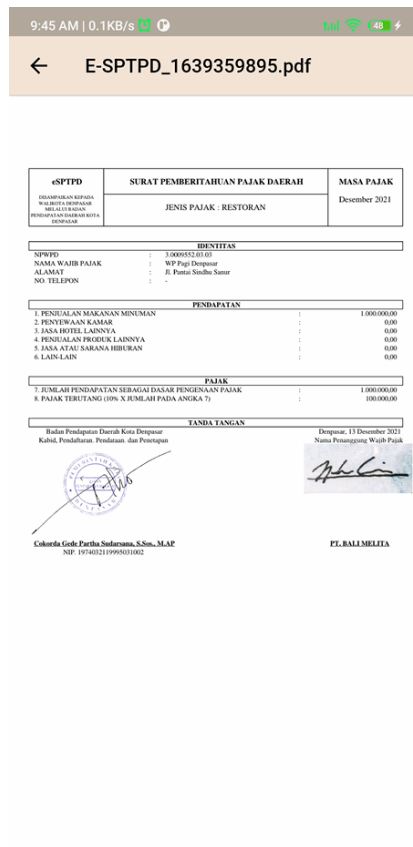 9:45 AM | 0.1KB/s
48
E-SPTPD_1639359895.pdf
eSPTPD
DISAMPAIKAN KEPADA
WALIKOTA DENPASAR
MELALUI BADAN
PENDAPATAN DAERAH KOTA
DENPASAR
SURAT PEMBERITAHUAN PAJAK DAERAH
JENIS PAJAK : RESTORAN
MASA PAJAK
Desember 2021
IDENTITAS
NPWPD : 3.0009552.03.03
NAMA WAJIB PAJAK : WP Pagi Denpasar
ALAMAT : Jl. Pantai Sindhu Sanur
NO. TELEPON : -
PENDAPATAN
1. PENJUALAN MAKANAN MINUMAN : 1.000.000,00
2. PENYEWAAN KAMAR : 0,00
3. JASA HOTEL LAINNYA : 0,00
4. PENJUALAN PRODUK LAINNYA : 0,00
5. JASA ATAU SARANA HIBURAN : 0,00
6. LAIN-LAIN : 0,00
PAJAK
7. JUMLAH PENDAPATAN SEBAGAI DASAR PENGENAAN PAJAK : 1.000.000,00
8. PAJAK TERUTANG (10% X JUMLAH PADA ANGKA 7) : 100.000,00
TANDA TANGAN
Badan Pendapatan Daerah Kota Denpasar
Kabid, Pendaftaran. Pendataan. dan Penetapan
Denpasar, 13 Desember 2021
Nama Penanggung Wajib Pajak
Cokorda Gede Partha Sudarsana, S.Sos., M.AP
NIP. 1974032119995031002
PT. BALI MELITA